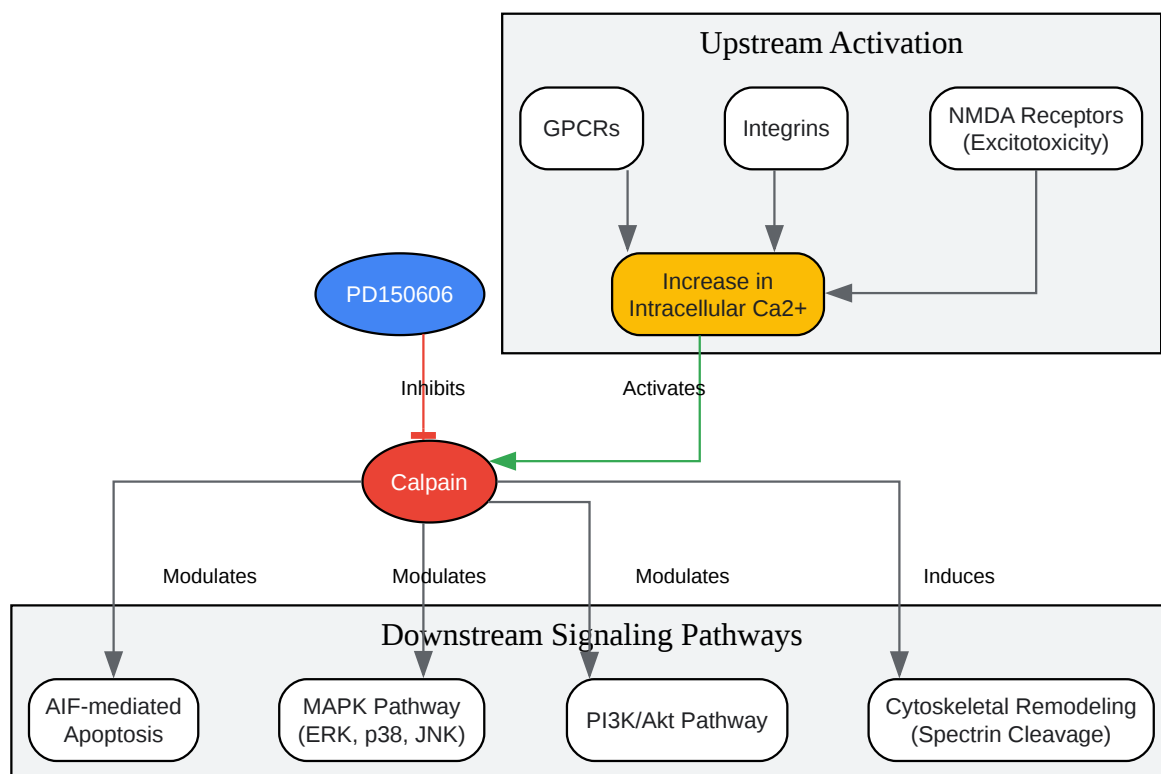 Upstream Activation
GPCRs
Integrins
NMDA Receptors
(Excitotoxicity)
PD150606
Increase in
Intracellular Ca2+
Inhibits
Activates
Calpain
Modulates
Modulates
Modulates
Induces
Downstream Signaling Pathways
AIF-mediated
Apoptosis
MAPK Pathway
(ERK, p38, JNK)
PI3K/Akt Pathway
Cytoskeletal Remodeling
(Spectrin Cleavage)